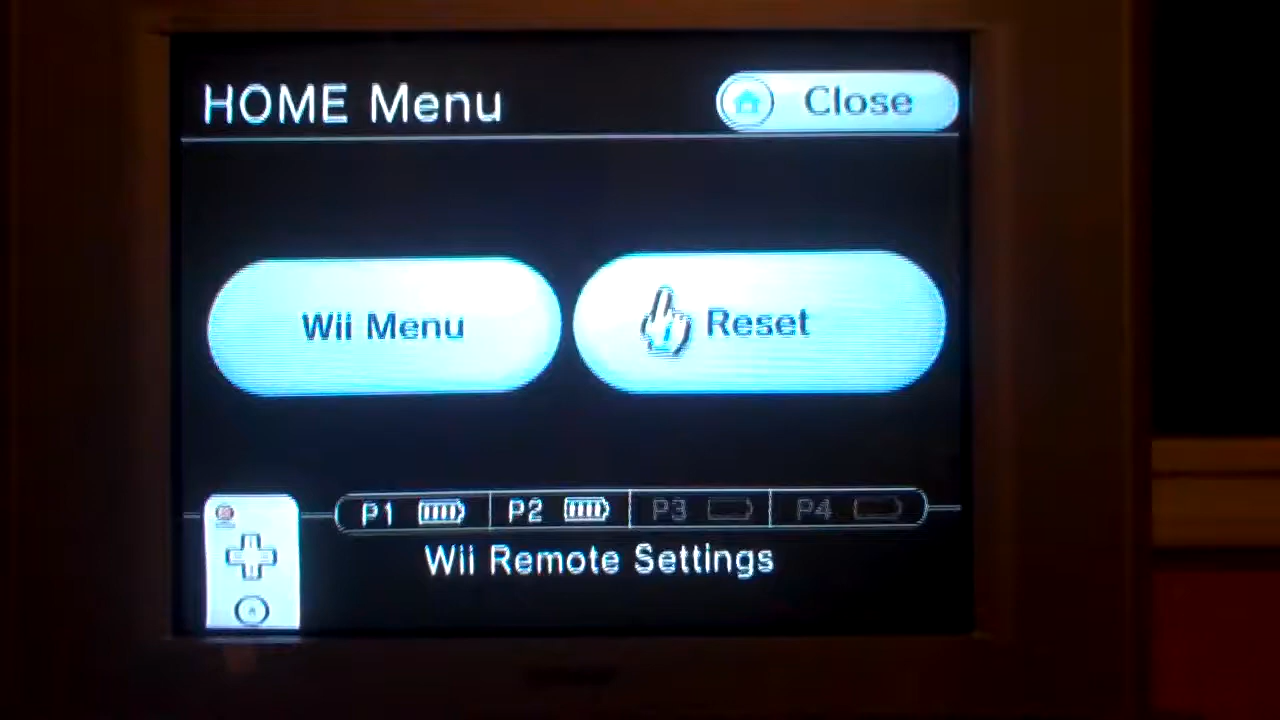 HOME Menu
Close
Wii Menu
Reset
P1 P2 P3 P4
Wii Remote Settings